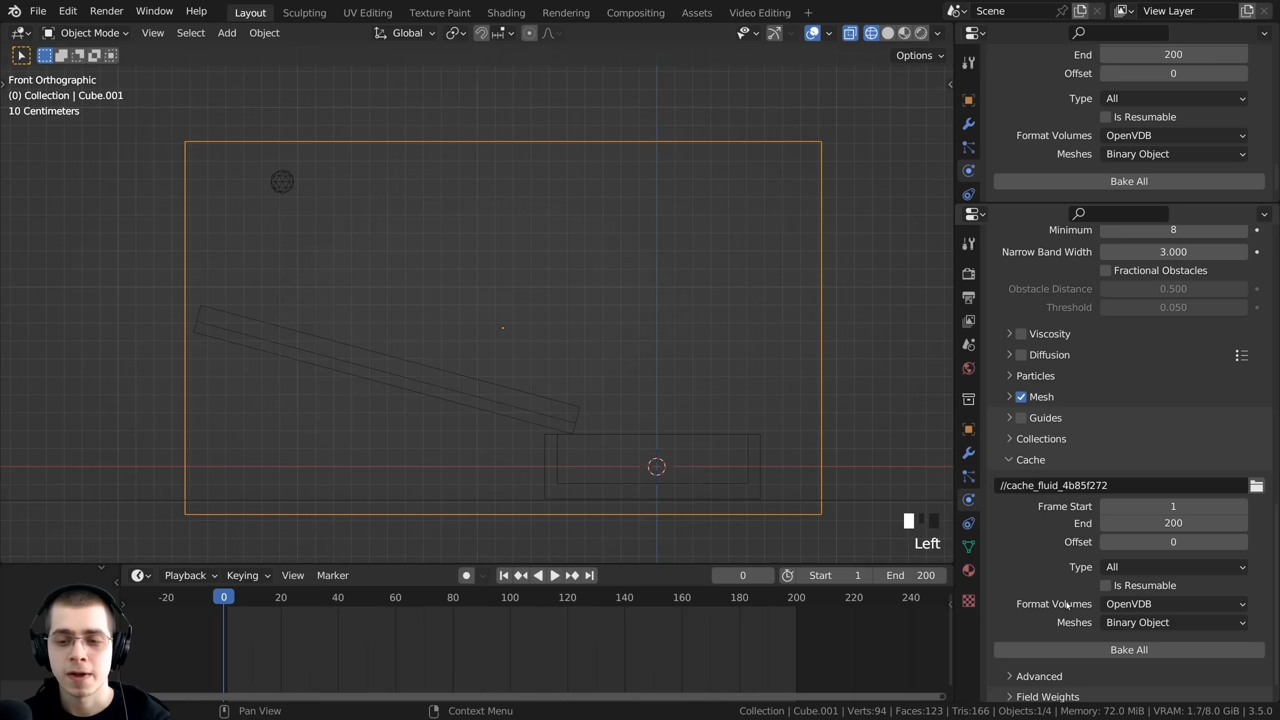 File Edit Render Window Help Layout Sculpting UV Editing Texture Paint Shading Rendering Compositing Assets Video Editing + Scene View Layer
Object Mode View Select Add Object Global
Options
Front Orthographic
(0) Collection | Cube.001
10 Centimeters
End 200
Offset 0
Type All
Is Resumable
Format Volumes OpenVDB
Meshes Binary Object
Bake All
Minimum 8
Narrow Band Width 3.000
Fractional Obstacles
Obstacle Distance 0.500
Threshold 0.050
Viscosity
Diffusion
Particles
Mesh
Guides
Collections
Cache
//cache_fluid_4b85f272
Frame Start 1
End 200
Offset 0
Type All
Is Resumable
Format Volumes OpenVDB
Meshes Binary Object
Bake All
Advanced
Field Weights
Left
Playback Keying View Marker 0 Start 1 End 200
-20 0 20 40 60 80 100 120 140 160 180 200 220 240
Pan View Context Menu Collection | Cube.001 | Verts:94 | Faces:123 | Tris:166 | Objects:1/4 | Memory: 72.0 MiB | VRAM: 1.7/8.0 GiB | 3.5.0